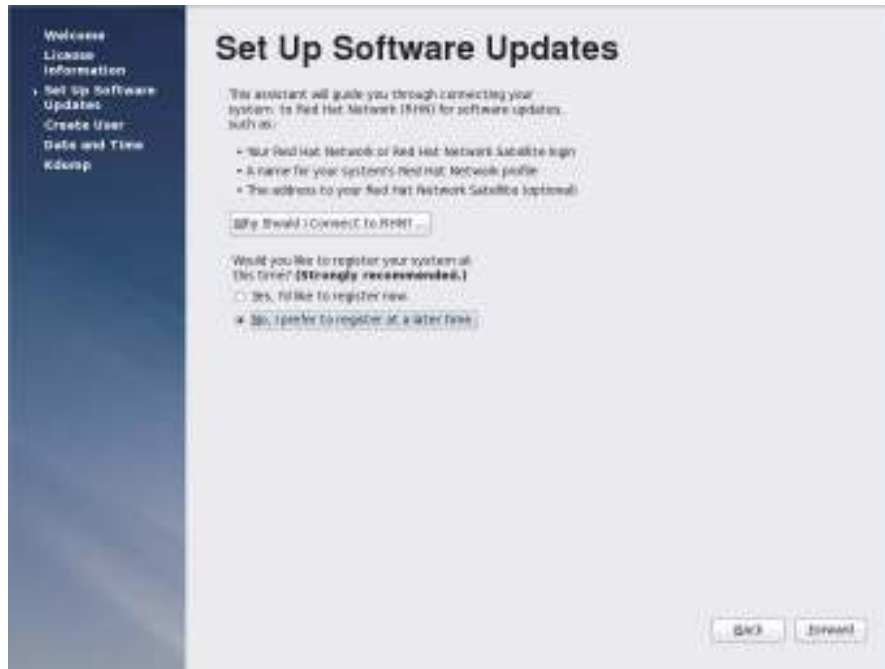 Welcome
License
Information
Set Up Software
Updates
Create User
Date and Time
Kdump
Set Up Software Updates
This assistant will guide you through connecting your
system to Red Hat Network (RHN) for software updates,
such as:
• Your Red Hat Network or Red Hat Network Satellite login
• A name for your system's Red Hat Network profile
• The address to your Red Hat Network Satellite (optional)
Why Should I Connect to RHN? ...
Would you like to register your system at
this time? (Strongly recommended.)
Yes, I'd like to register now.
No, I prefer to register at a later time.
Back
Forward